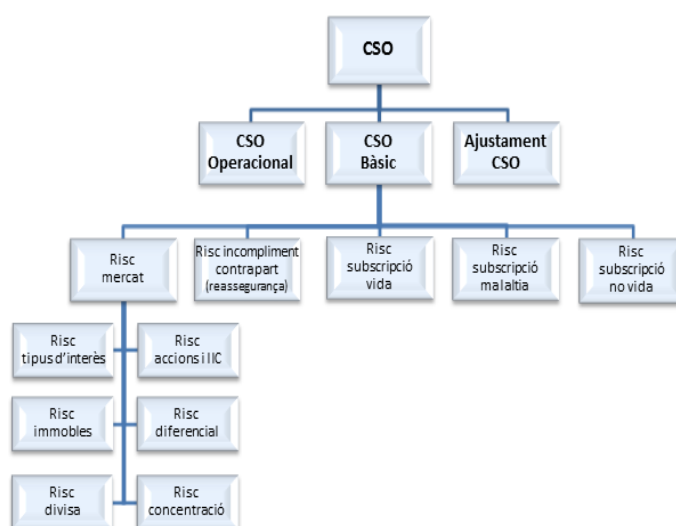 CSO
CSO
Operacional
CSO
Bàsic
Ajustament
CSO
Risc
mercat
Risc incompliment
contrapart
(reassegurança)
Risc
subscripció
vida
Risc
subscripció
malaltia
Risc
subscripció
no vida
Risc
tipus d'interès
Risc
accions i IIC
Risc
immobles
Risc
diferencial
Risc
divisa
Risc
concentració